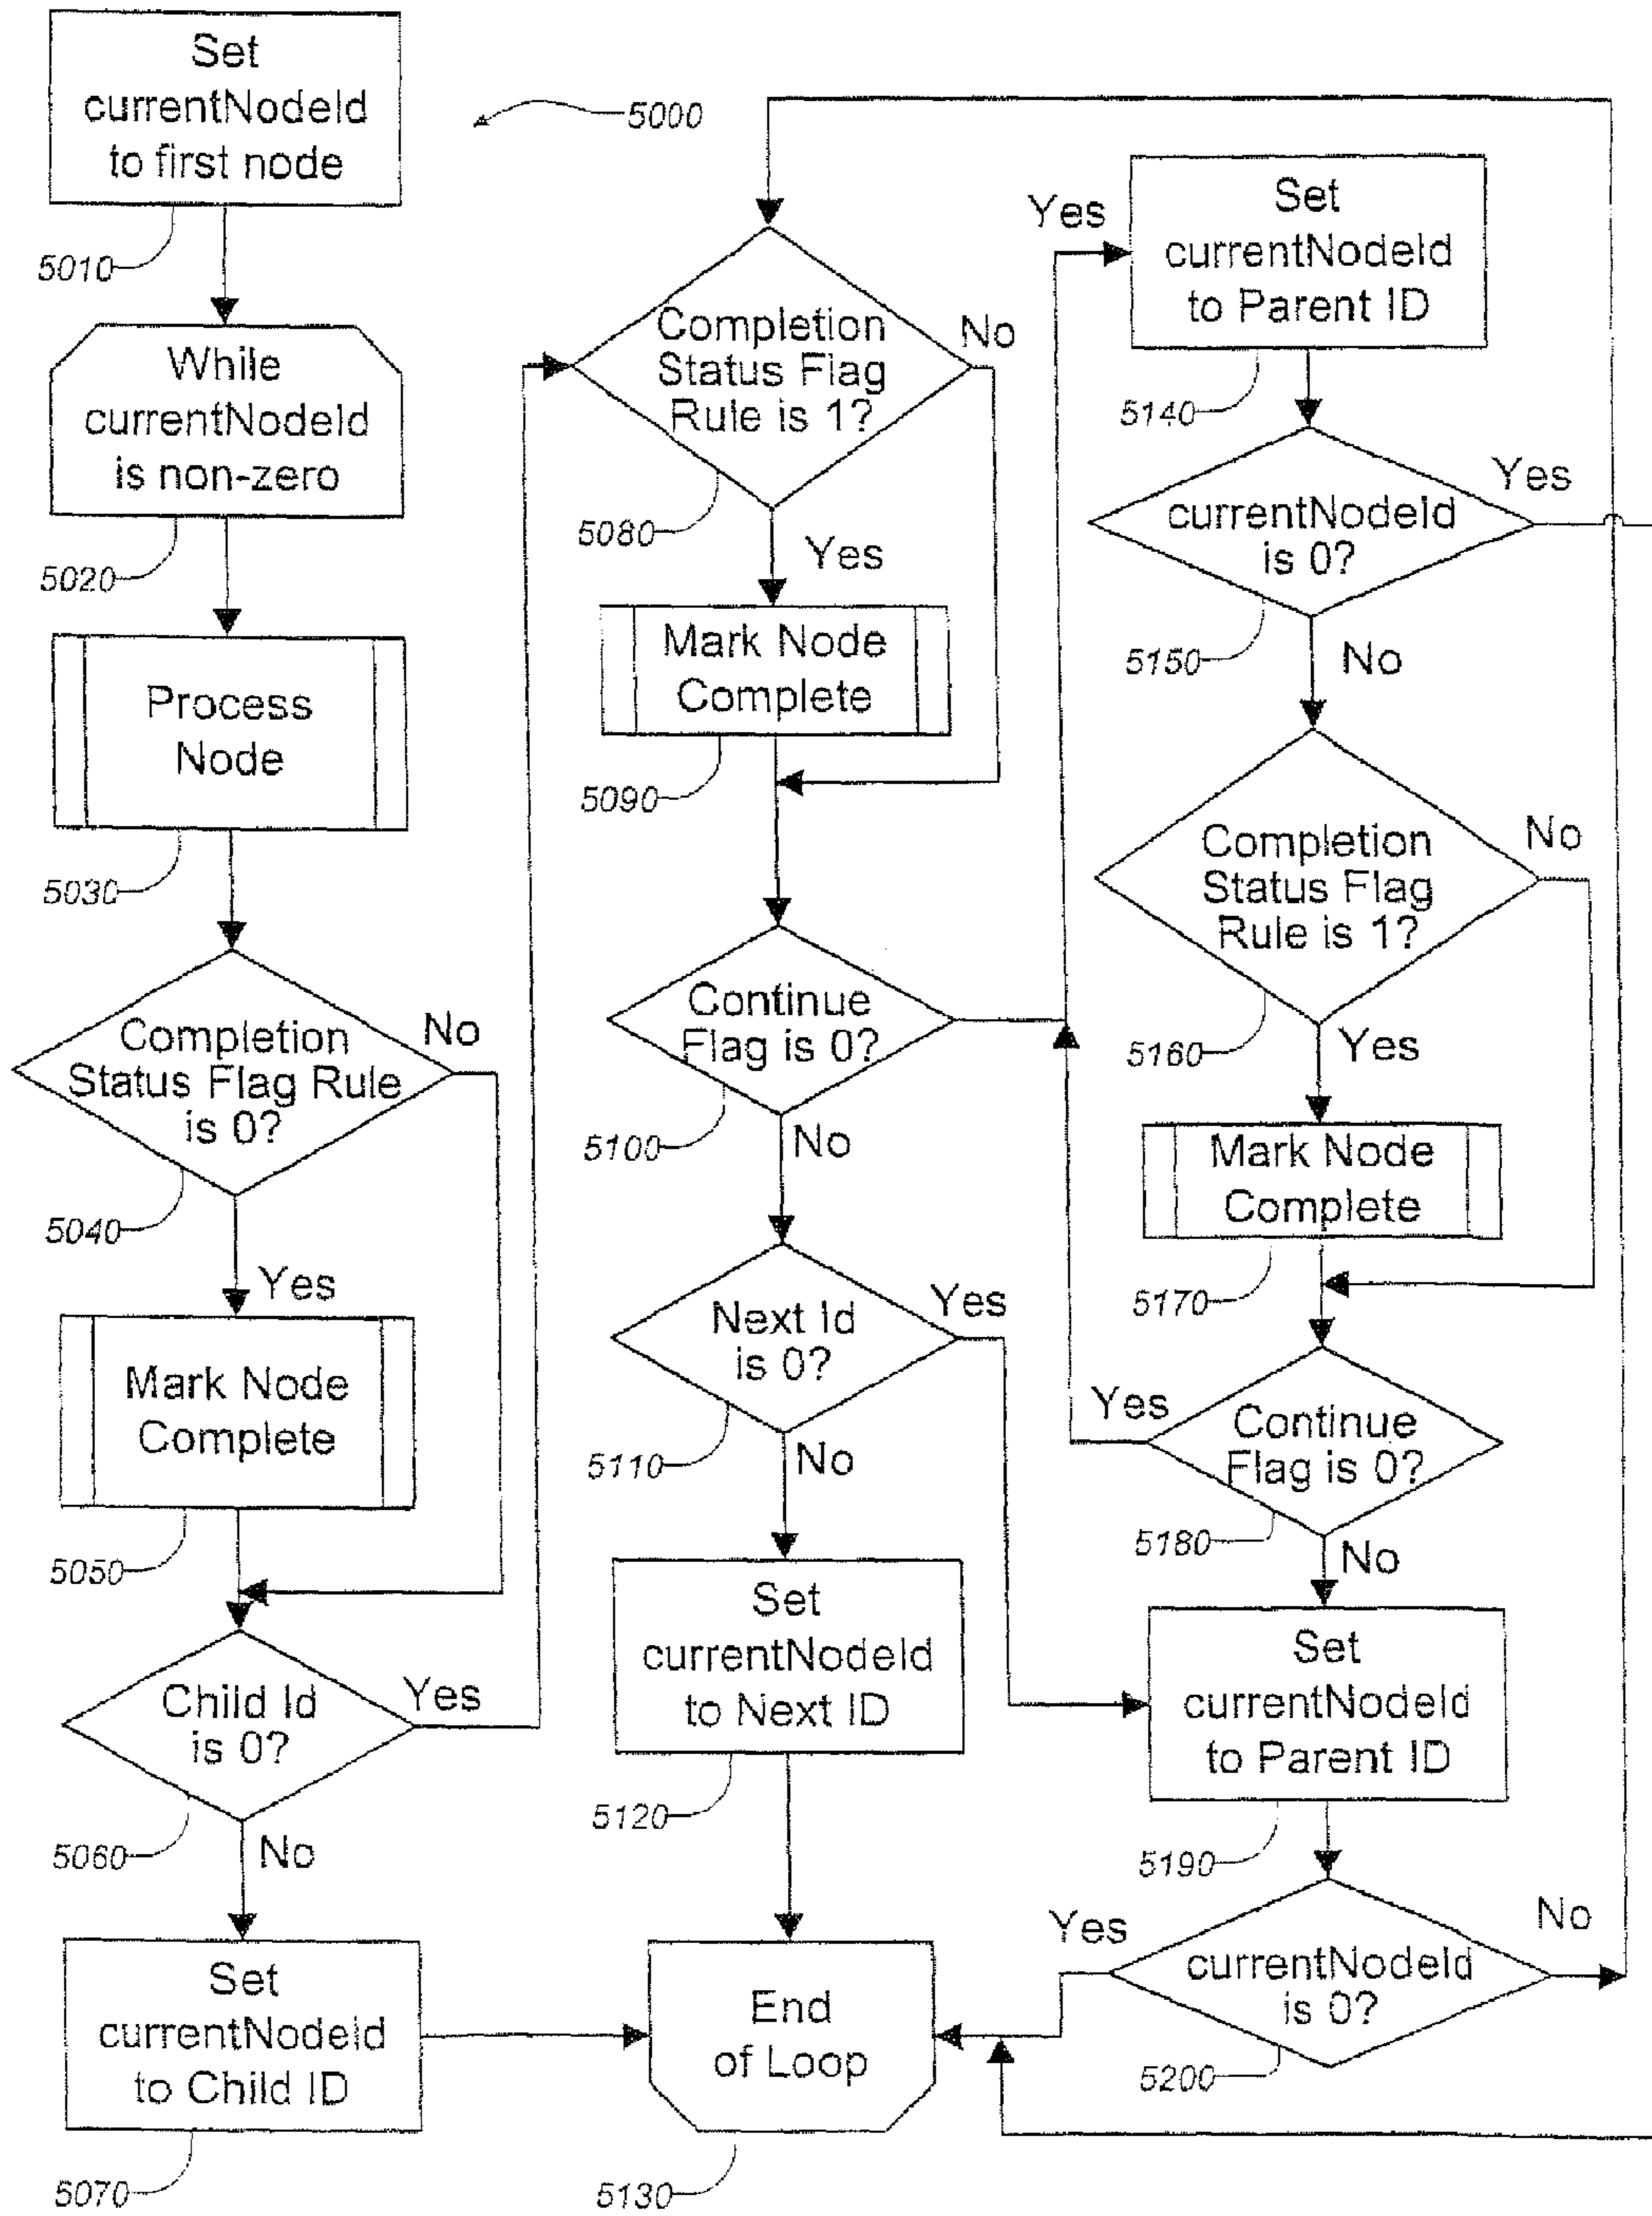 Set
currentNodeId
to first node
5010
5000
While
currentNodeId
is non-zero
5020
Process
Node
5030
Completion
Status Flag Rule
is 0?
No
5040
Yes
Mark Node
Complete
5050
Child Id
is 0?
Yes
5060
No
Set
currentNodeId
to Child ID
5070
Completion
Status Flag
Rule is 1?
No
5080
Yes
Mark Node
Complete
5090
Continue
Flag is 0?
Yes
5100
No
Next Id
is 0?
Yes
5110
No
Set
currentNodeId
to Next ID
5120
End
of Loop
5130
Set
currentNodeId
to Parent ID
5140
currentNodeId
is 0?
Yes
5150
No
Completion
Status Flag
Rule is 1?
No
5160
Yes
Mark Node
Complete
5170
Continue
Flag is 0?
Yes
5180
No
Set
currentNodeId
to Parent ID
5190
currentNodeId
is 0?
Yes
No
5200